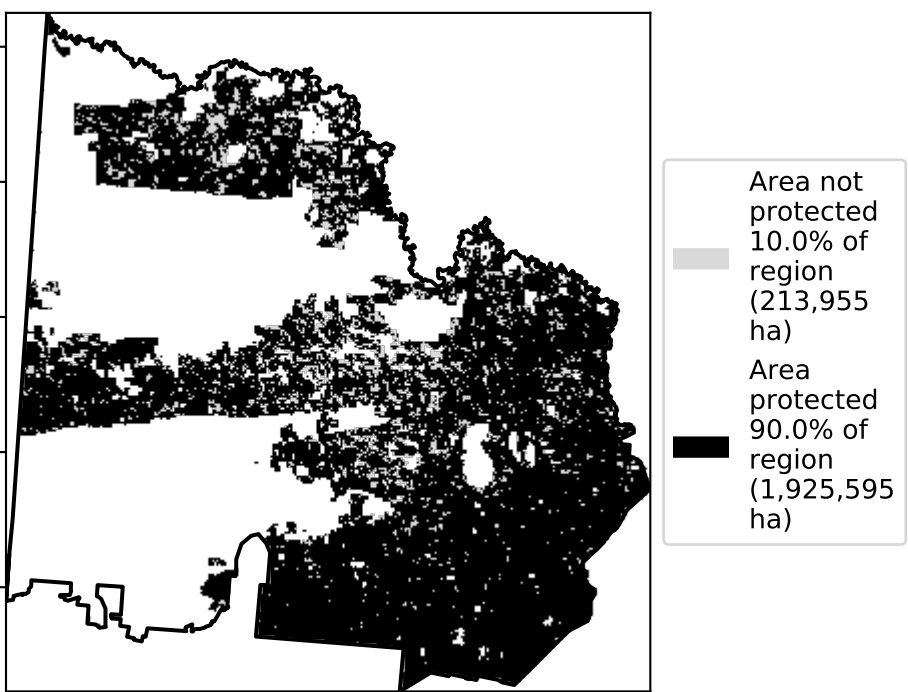 Area not
protected
10.0% of
region
(213,955
ha)
Area
protected
90.0% of
region
(1,925,595
ha)